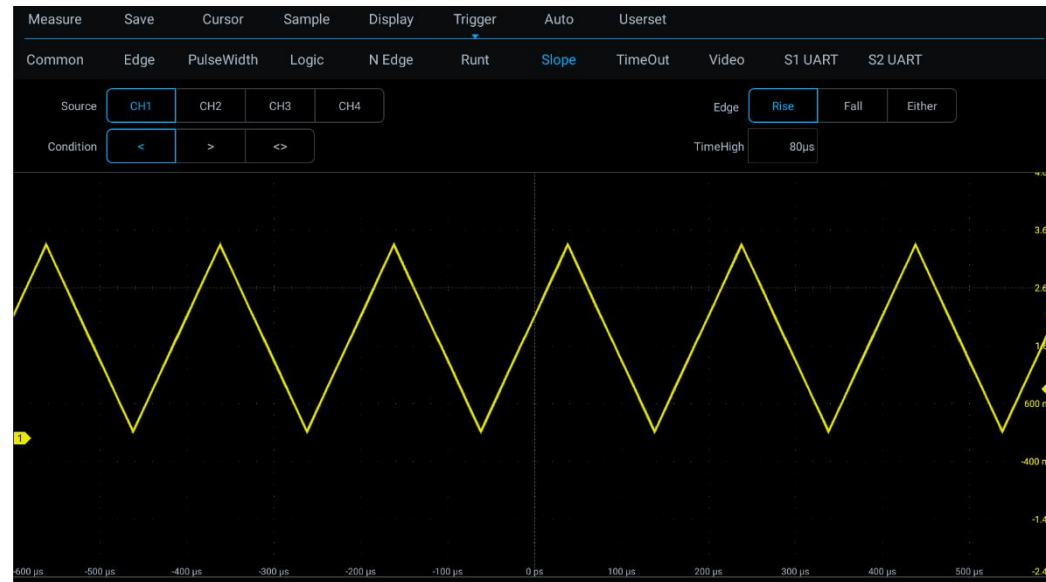 Measure Save Cursor Sample Display Trigger Auto Userset
Common Edge PulseWidth Logic N Edge Runt Slope TimeOut Video S1 UART S2 UART
Source CH1 CH2 CH3 CH4 Edge Rise Fall Either
Condition < > <> TimeHigh 80μs
3.6
2.6
600 m
1
-400 m
-1.4
-2.4
-600 μs -500 μs -400 μs -300 μs -200 μs -100 μs 0 ps 100 μs 200 μs 300 μs 400 μs 500 μs